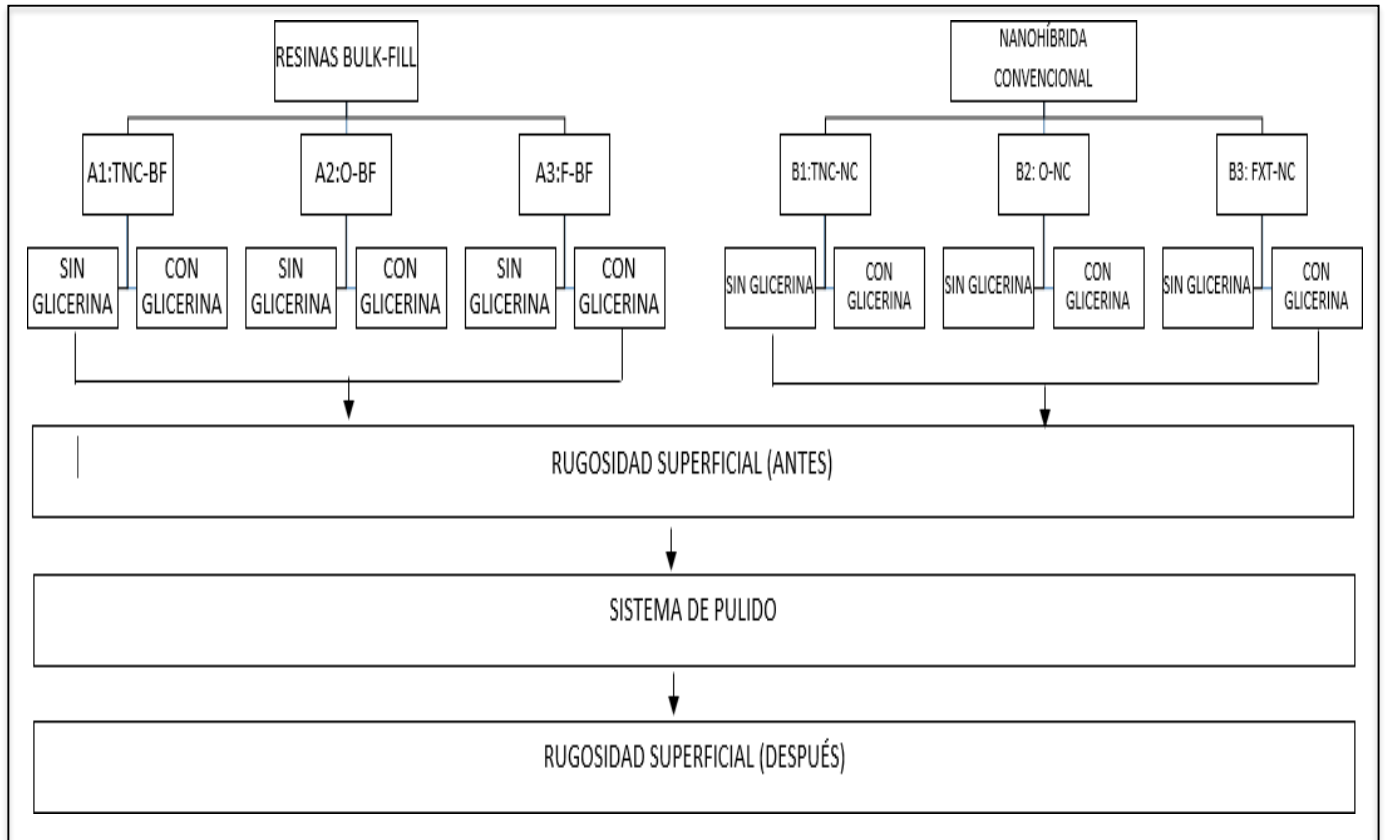 RESINAS BULK-FILL
NANOHÍBRIDA
CONVENCIONAL
A1:TNC-BF
A2:O-BF
A3:F-BF
B1:TNC-NC
B2: O-NC
B3: FXT-NC
SIN
GLICERINA
CON
GLICERINA
SIN
GLICERINA
CON
GLICERINA
SIN
GLICERINA
CON
GLICERINA
SIN GLICERINA
CON
GLICERINA
SIN GLICERINA
CON
GLICERINA
SIN GLICERINA
CON
GLICERINA
RUGOSIDAD SUPERFICIAL (ANTES)
SISTEMA DE PULIDO
RUGOSIDAD SUPERFICIAL (DESPUÉS)